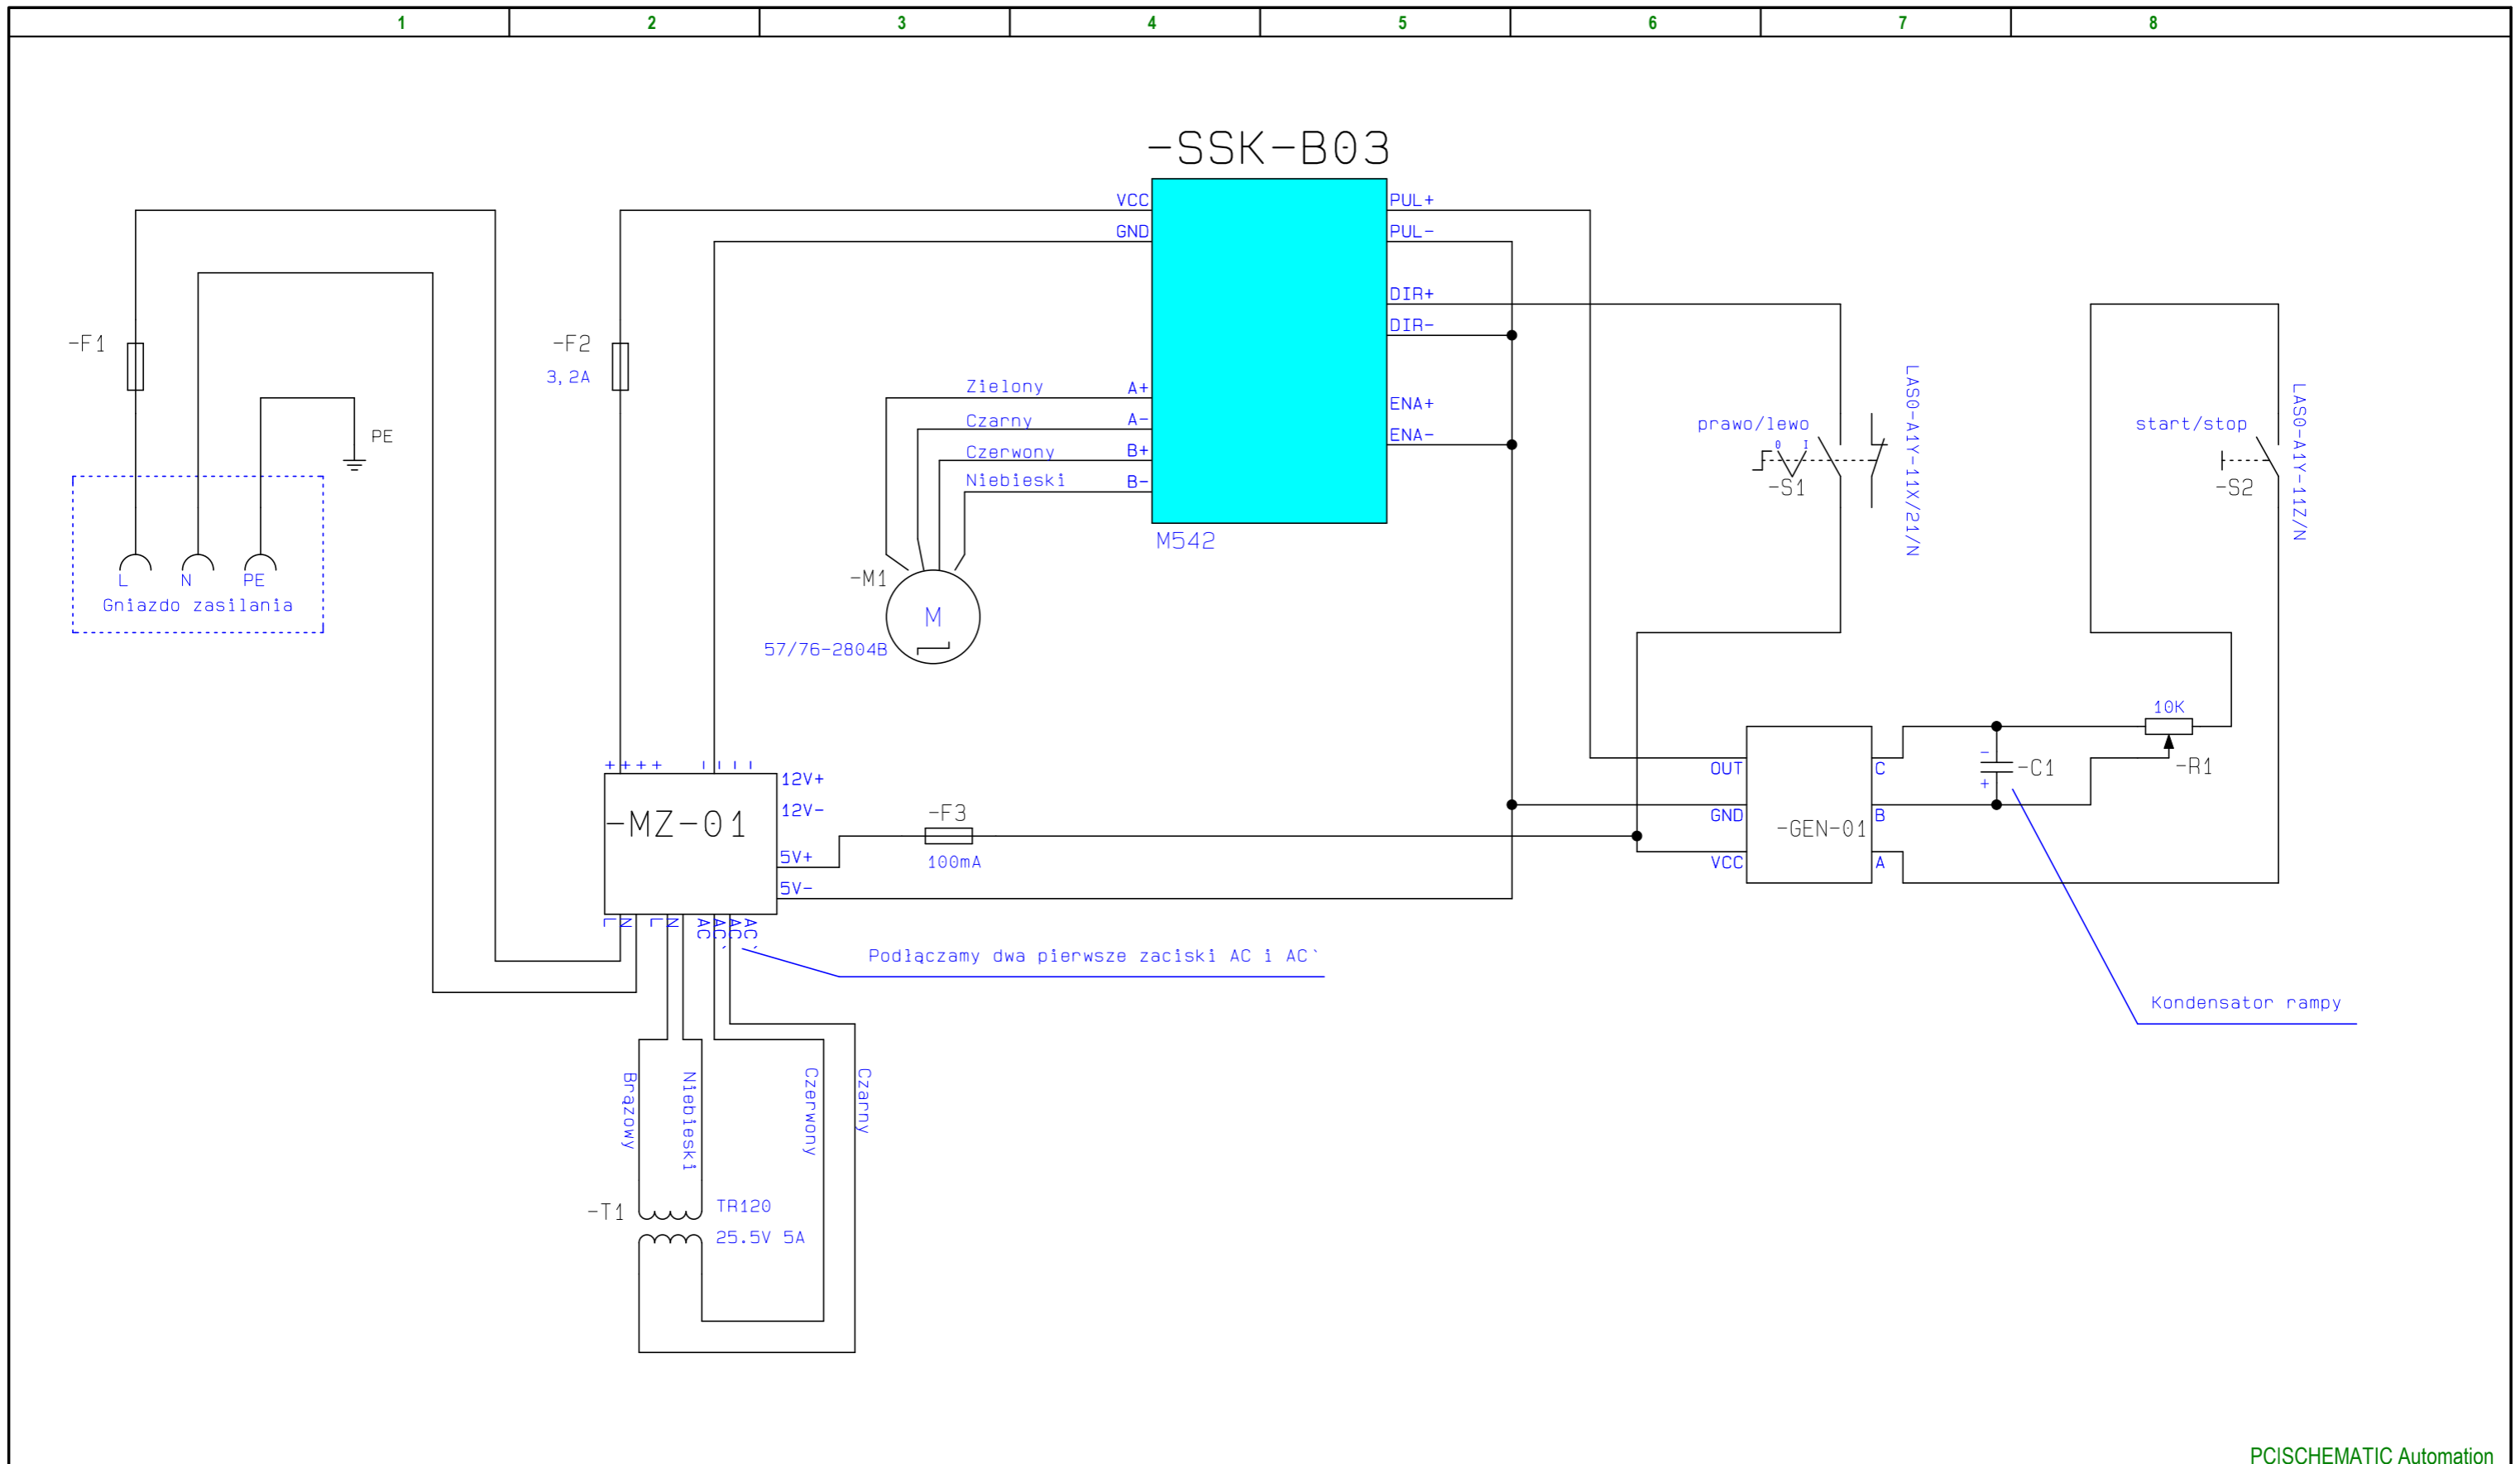 1 2 3 4 5 6 7 8
-SSK-B03
VCC
GND
A+
A-
B+
B-
PUL+
PUL-
DIR+
DIR-
ENA+
ENA-
M542
Zielony
Czarny
Czerwony
Niebieski
-M1
M
57/76-2804B
-F1
-F2
3,2A
PE
L N PE
Gniazdo zasilania
prawo/lewo
0 I
-S1
LAS0-A1Y-11X/21/N
start/stop
-S2
LAS0-A1Y-11Z/N
+ + + + - - - -
-MZ-01
12V+
12V-
5V+
5V-
L N L N AC AC` AC AC`
-F3
100mA
OUT
GND
VCC
-GEN-01
C
B
A
-
+
-C1
10K
-R1
Podłączamy dwa pierwsze zaciski AC i AC`
Kondensator rampy
Brązowy
Niebieski
Czerwony
Czarny
-T1
TR120
25.5V 5A
PCISCHEMATIC Automation